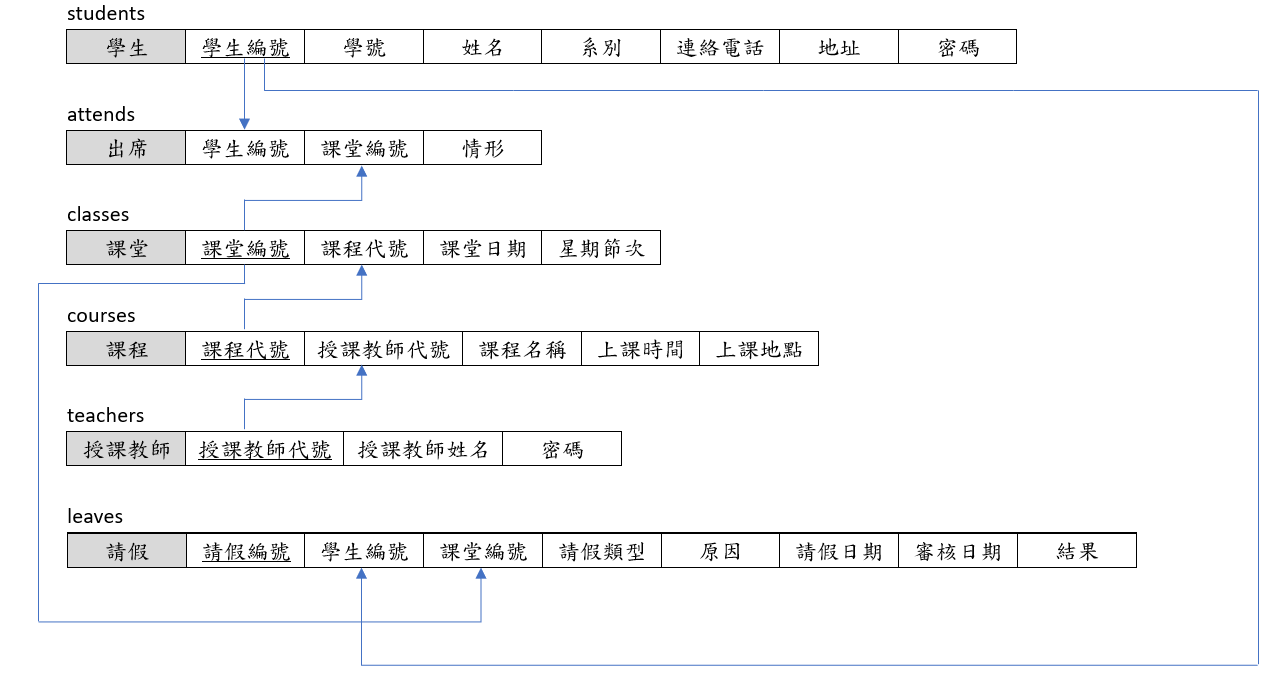 students
學生 學生編號 學號 姓名 系別 連絡電話 地址 密碼
attends
出席 學生編號 課堂編號 情形
classes
課堂 課堂編號 課程代號 課堂日期 星期節次
courses
課程 課程代號 授課教師代號 課程名稱 上課時間 上課地點
teachers
授課教師 授課教師代號 授課教師姓名 密碼
leaves
請假 請假編號 學生編號 課堂編號 請假類型 原因 請假日期 審核日期 結果